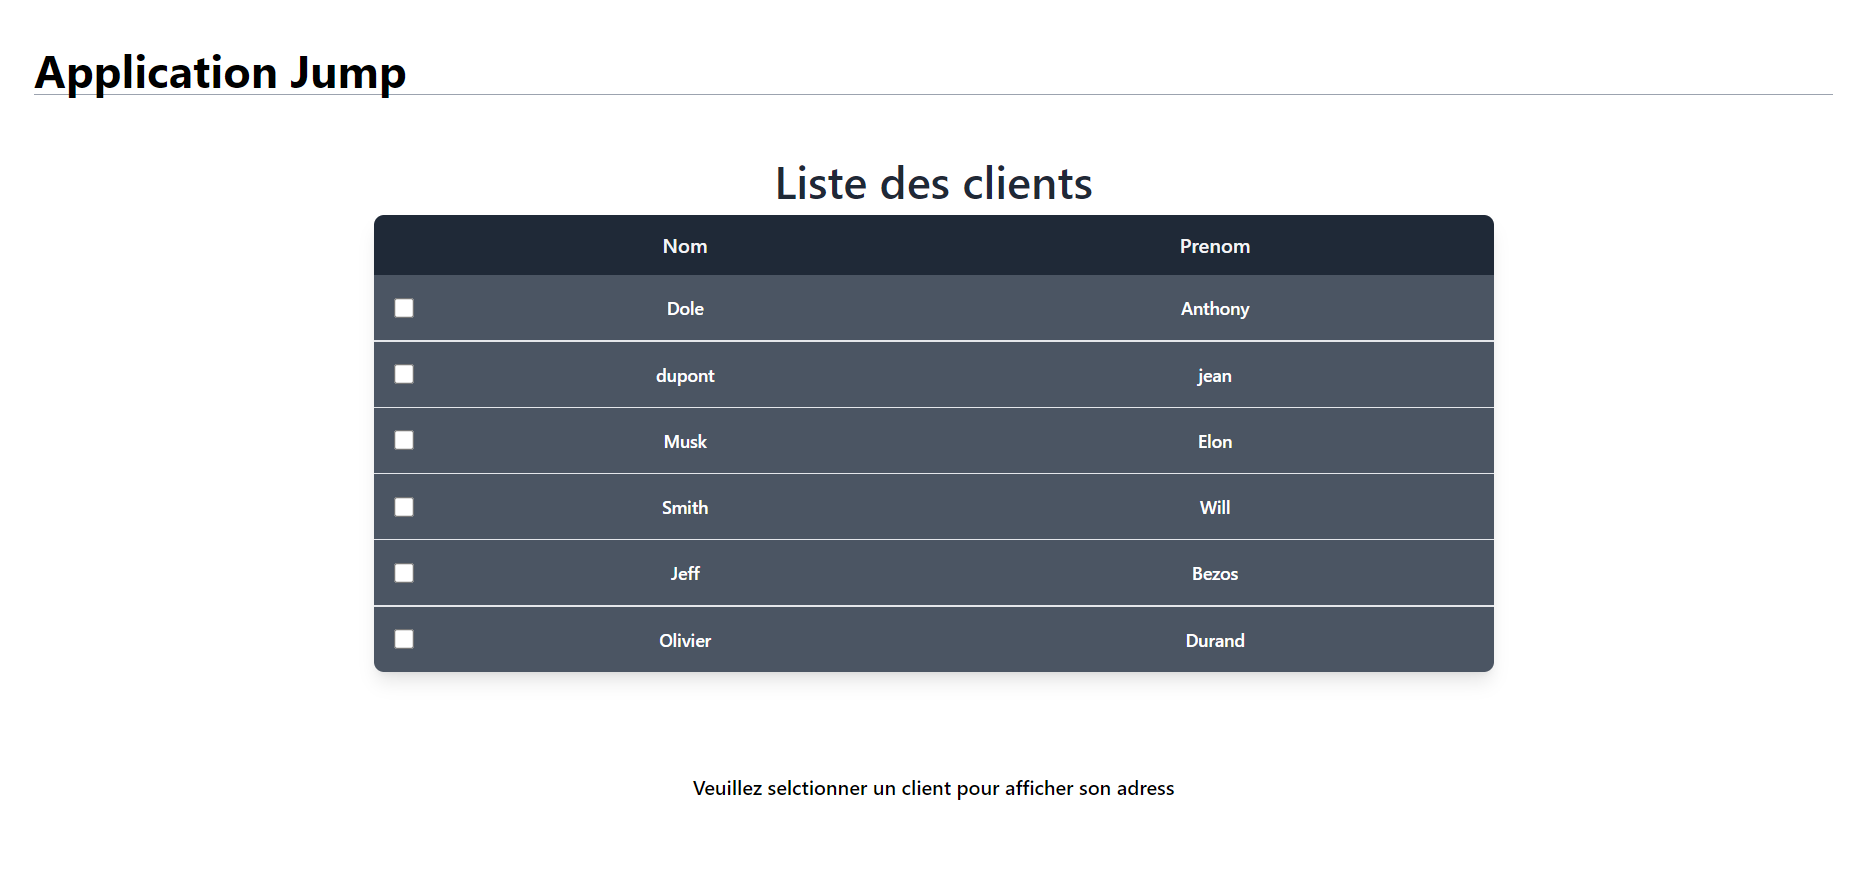 Application Jump
Liste des clients
Nom Prenom
Dole Anthony
dupont jean
Musk Elon
Smith Will
Jeff Bezos
Olivier Durand
Veuillez selctionner un client pour afficher son adress